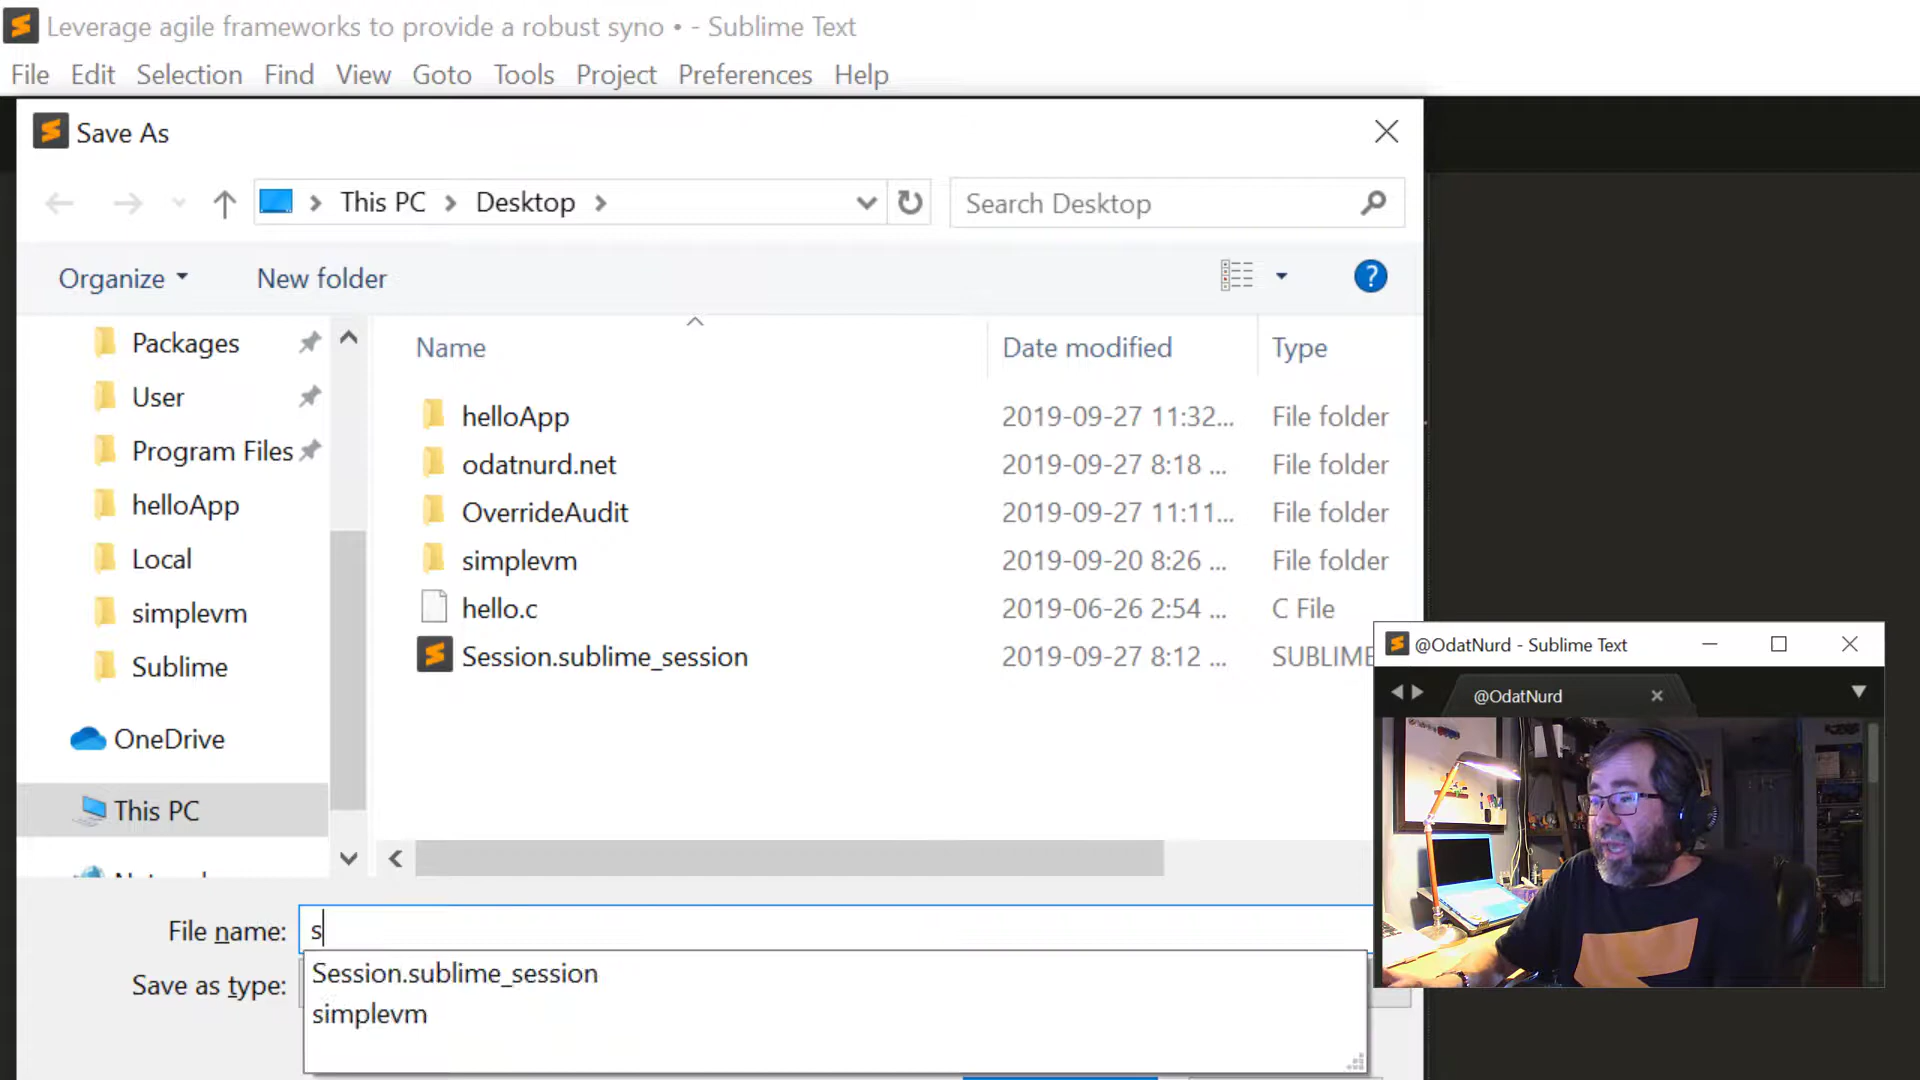 Leverage agile frameworks to provide a robust syno • - Sublime Text
File Edit Selection Find View Goto Tools Project Preferences Help
Save As
This PC Desktop
Search Desktop
Organize
New folder
Name Date modified Type
Packages
User
Program Files
helloApp
Local
simplevm
Sublime
OneDrive
This PC
helloApp 2019-09-27 11:32... File folder
odatnurd.net 2019-09-27 8:18 ... File folder
OverrideAudit 2019-09-27 11:11... File folder
simplevm 2019-09-20 8:26 ... File folder
hello.c 2019-06-26 2:54 ... C File
Session.sublime_session 2019-09-27 8:12 ... SUBLIME
File name: s
Save as type:
Session.sublime_session
simplevm
@OdatNurd - Sublime Text
@OdatNurd